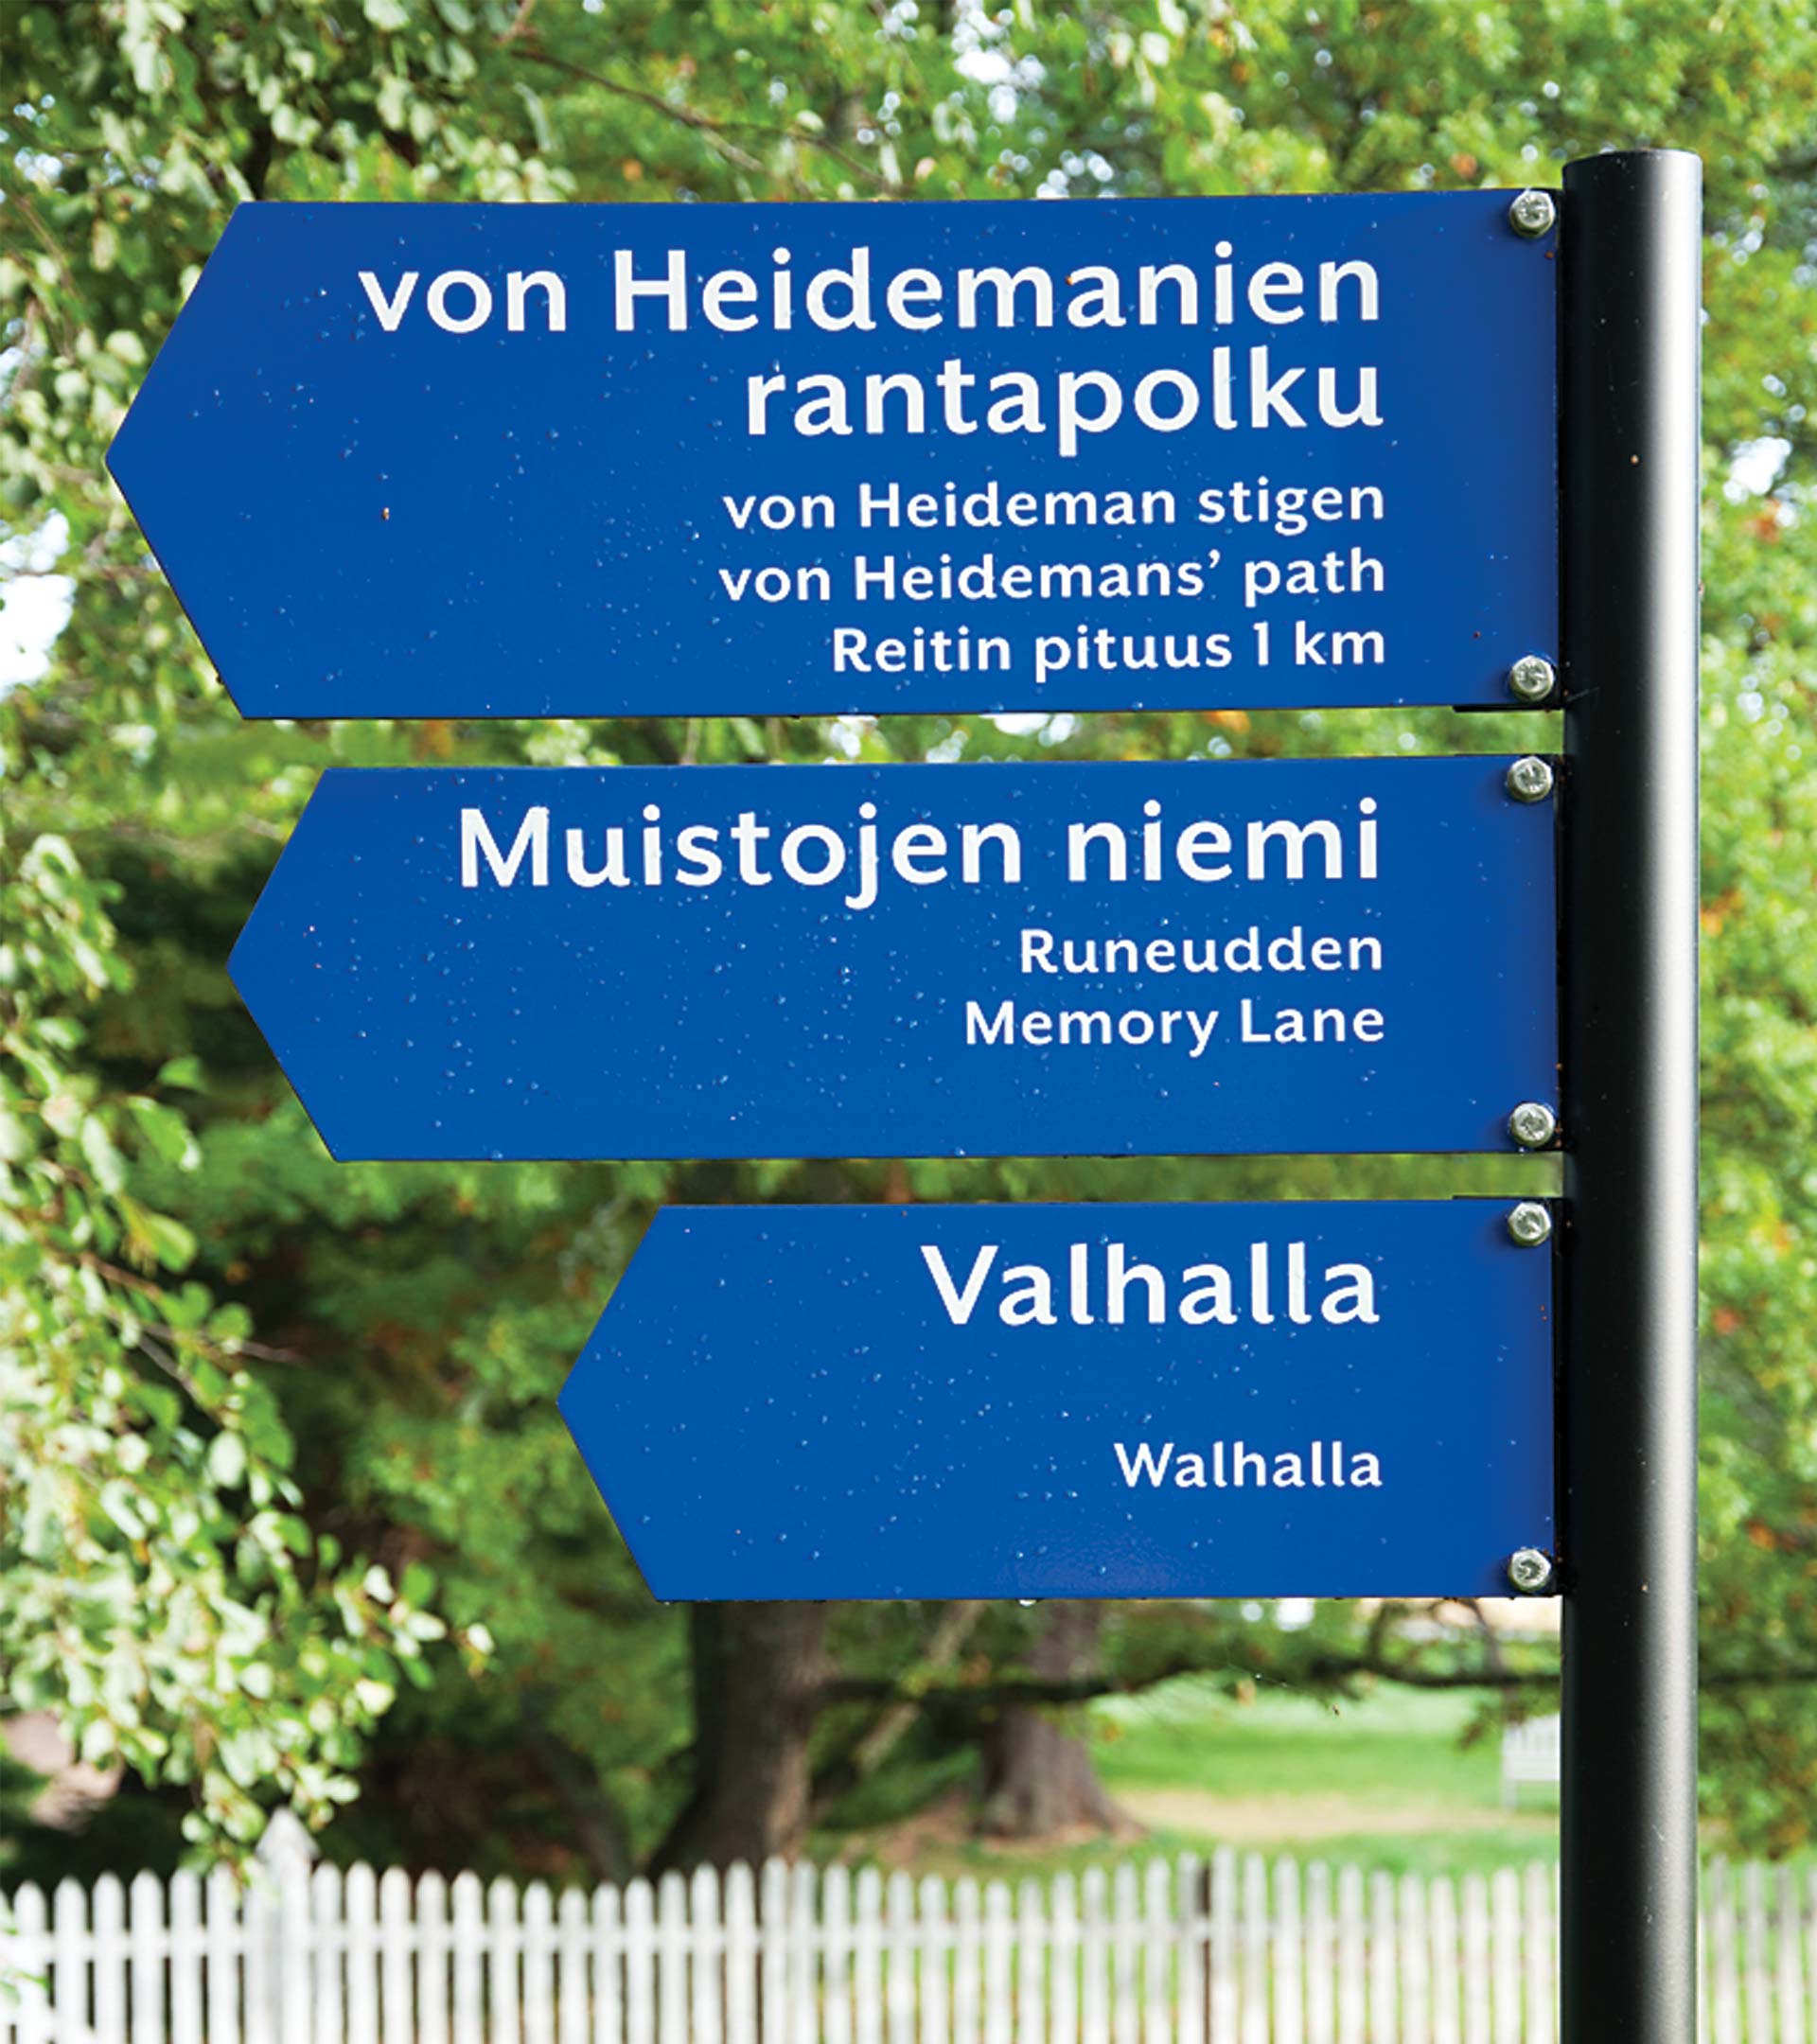 von Heidemanien
rantapolku
von Heideman stigen
von Heidemans’ path
Reitin pituus 1 km
Muistojen niemi
Runeudden
Memory Lane
Valhalla
Walhalla